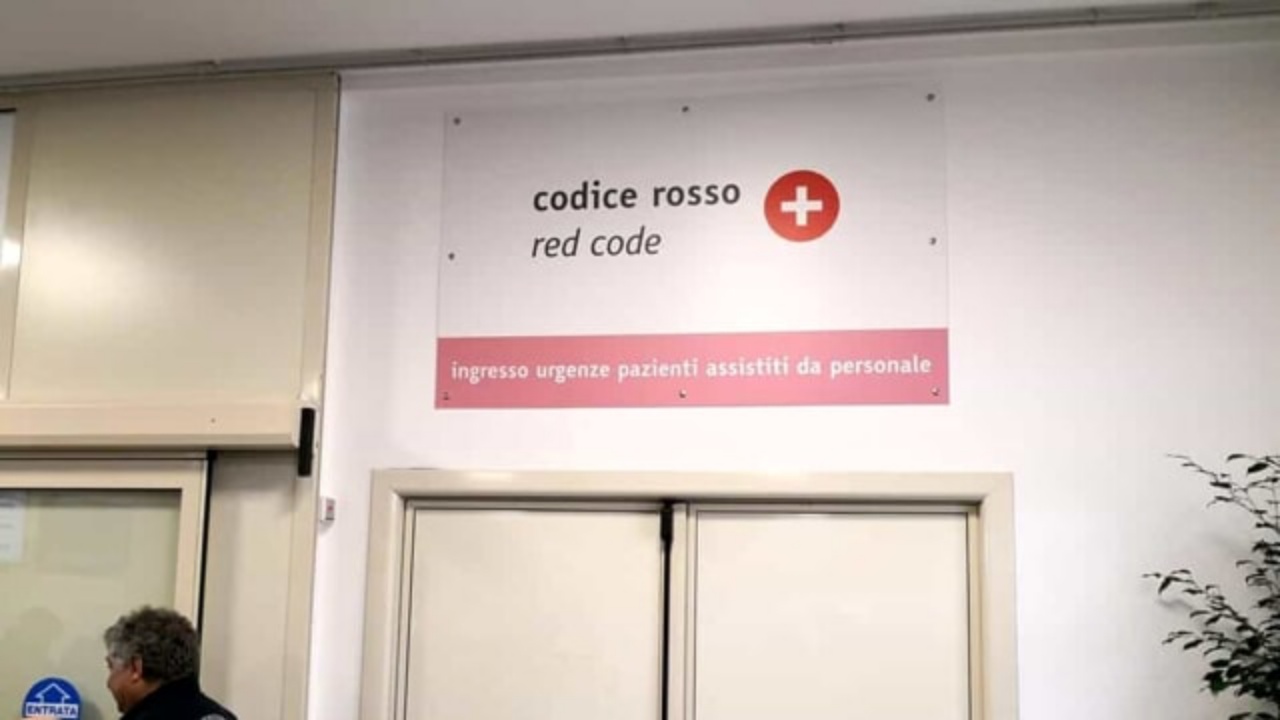 codice rosso
red code
ingresso urgenze pazienti assistiti da personale
ENTRATA